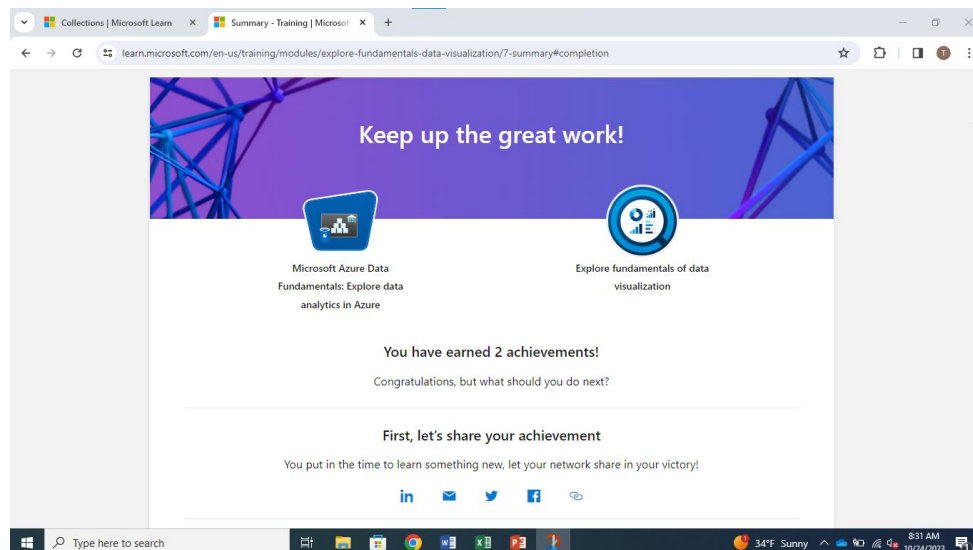 Collections | Microsoft Learn
Summary - Training | Microsof
learn.microsoft.com/en-us/training/modules/explore-fundamentals-data-visualization/7-summary#completion
T
Keep up the great work!
Microsoft Azure Data
Fundamentals: Explore data
analytics in Azure
Explore fundamentals of data
visualization
You have earned 2 achievements!
Congratulations, but what should you do next?
First, let's share your achievement
You put in the time to learn something new, let your network share in your victory!
in
Type here to search
34°F Sunny
8:31 AM
10/24/2023